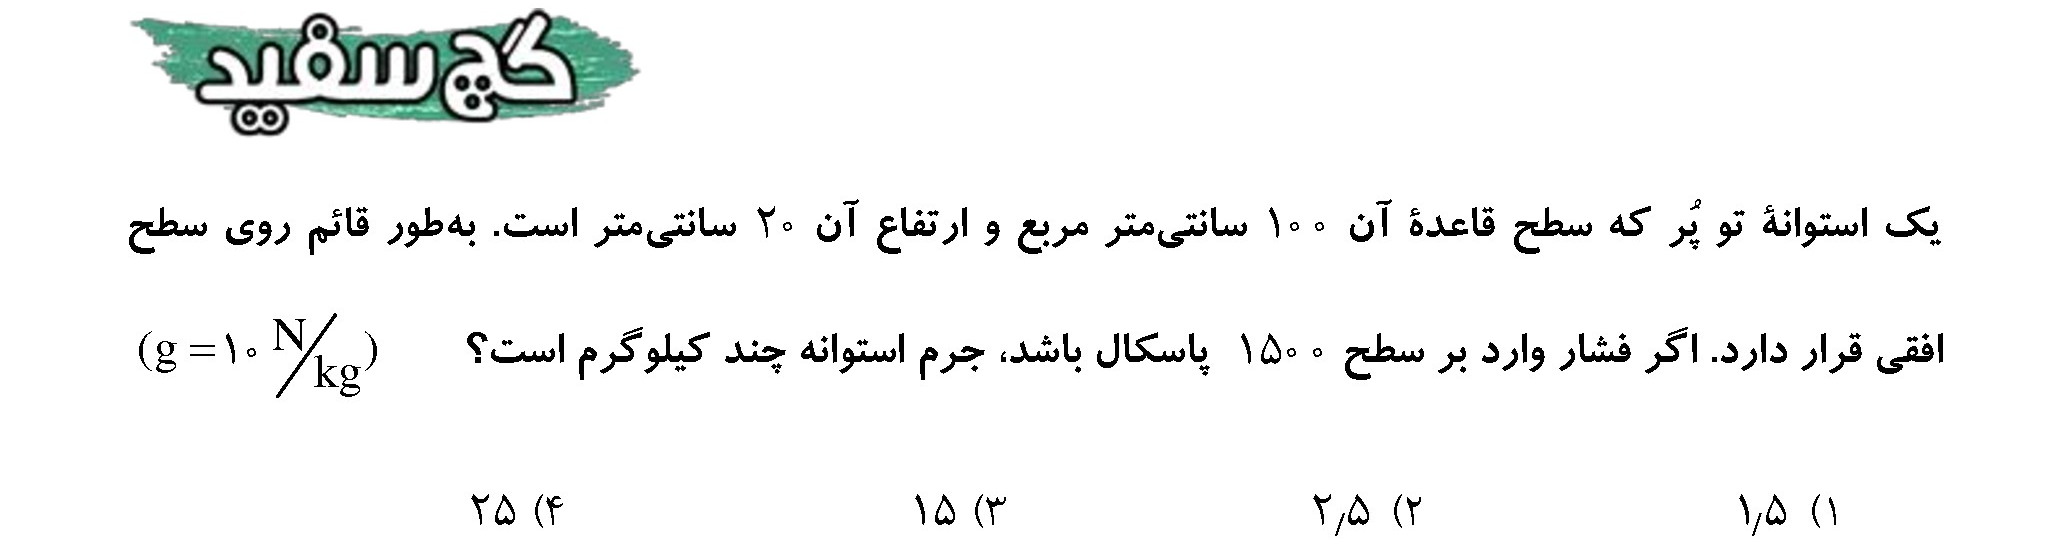 گچ سفید
یک استوانهٔ تو پُر که سطح قاعدهٔ آن ۱۰۰ سانتی‌متر مربع و ارتفاع آن ۲۰ سانتی‌متر است. به‌طور قائم روی سطح
افقی قرار دارد. اگر فشار وارد بر سطح ۱۵۰۰ پاسکال باشد، جرم استوانه چند کیلوگرم است؟ (g = ۱۰ N/kg)
۱) ۱٫۵ ۲) ۲٫۵ ۳) ۱۵ ۴) ۲۵